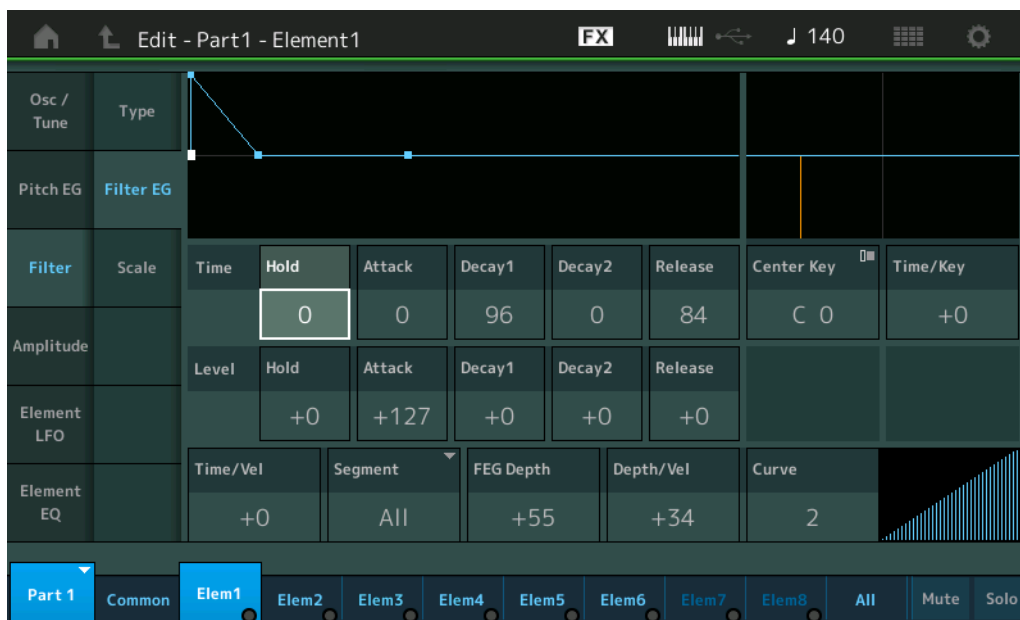 Edit - Part1 - Element1 FX 140
Osc /
Tune
Type
Pitch EG Filter EG
Filter Scale Time Hold Attack Decay1 Decay2 Release Center Key Time/Key
0 0 96 0 84 C 0 +0
Amplitude
Level Hold Attack Decay1 Decay2 Release
+0 +127 +0 +0 +0
Element
LFO
Time/Vel Segment FEG Depth Depth/Vel Curve
Element
EQ
+0 All +55 +34 2
Part 1 Common Elem1 Elem2 Elem3 Elem4 Elem5 Elem6 Elem7 Elem8 All Mute Solo